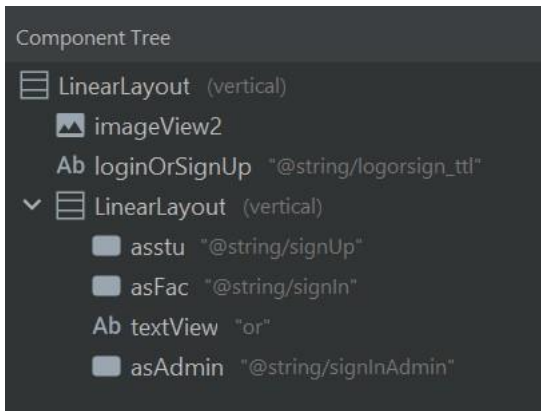 Component Tree
LinearLayout (vertical)
imageView2
Ab loginOrSignUp "@string/logorsign_ttl"
LinearLayout (vertical)
asstu "@string/signUp"
asFac "@string/signIn"
Ab textView "or"
asAdmin "@string/signInAdmin"